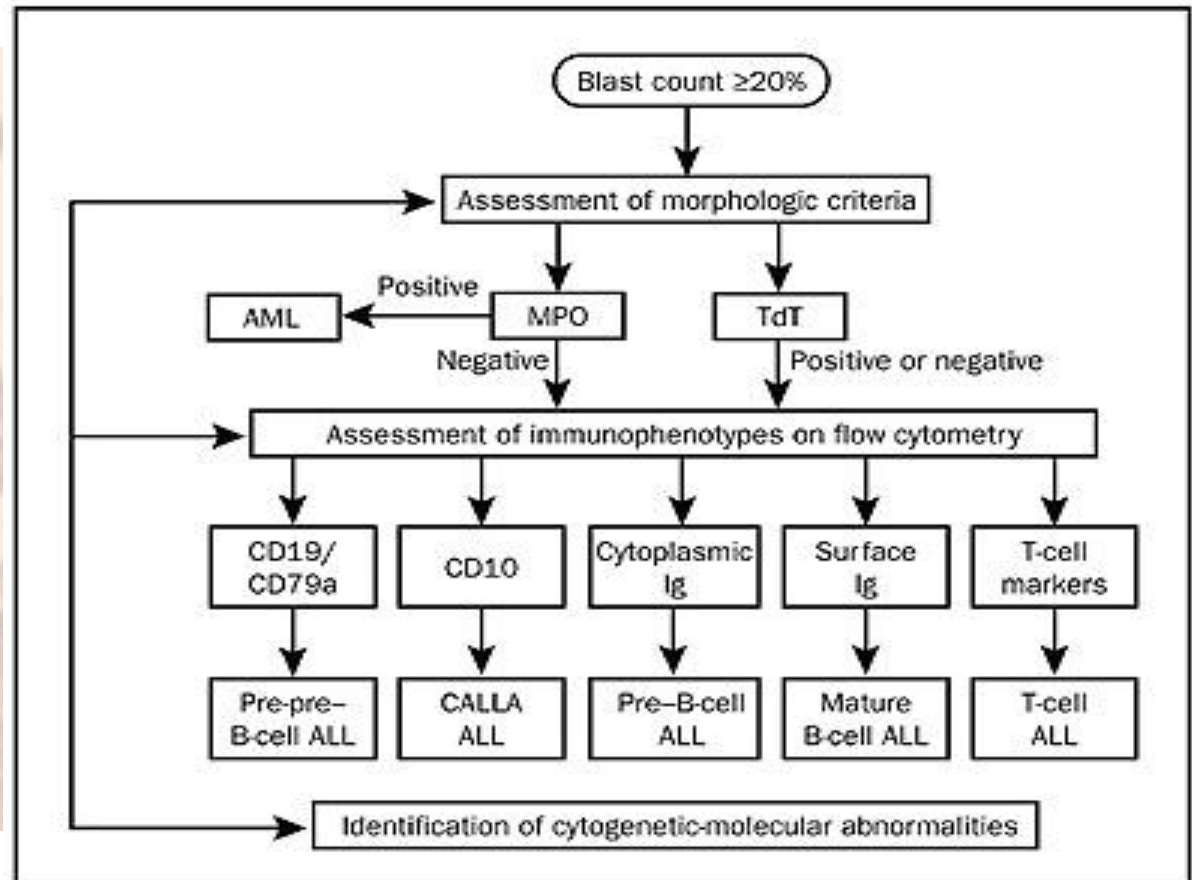 Blast count ≥20%
Assessment of morphologic criteria
Positive
AML
MPO
TdT
Negative
Positive or negative
Assessment of immunophenotypes on flow cytometry
CD19/
CD79a
CD10
Cytoplasmic
Ig
Surface
Ig
T-cell
markers
Pre-pre–
B-cell ALL
CALLA
ALL
Pre–B-cell
ALL
Mature
B-cell ALL
T-cell
ALL
Identification of cytogenetic-molecular abnormalities